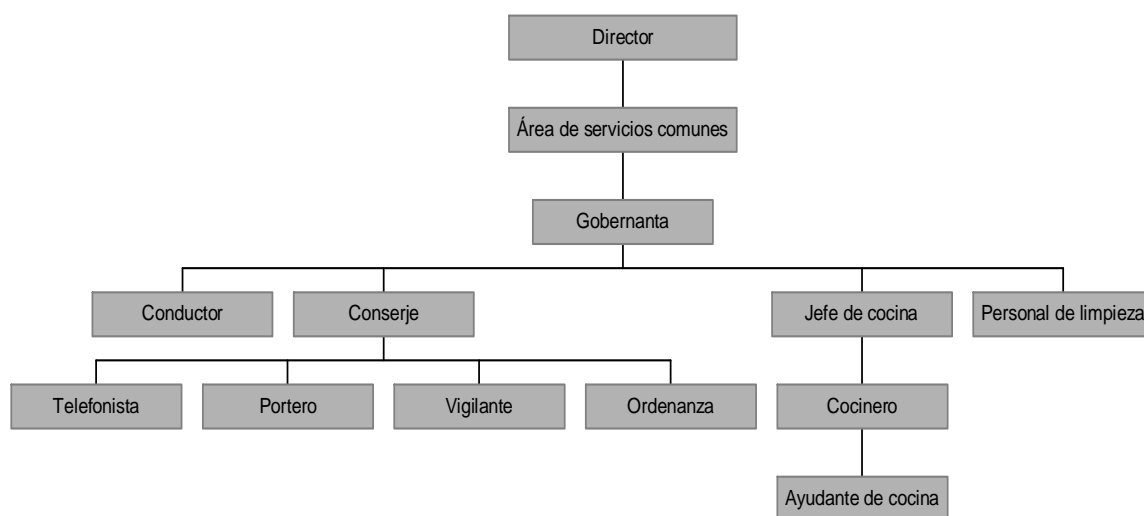 Director
Área de servicios comunes
Gobernanta
Conductor
Conserje
Jefe de cocina
Personal de limpieza
Telefonista
Portero
Vigilante
Ordenanza
Cocinero
Ayudante de cocina